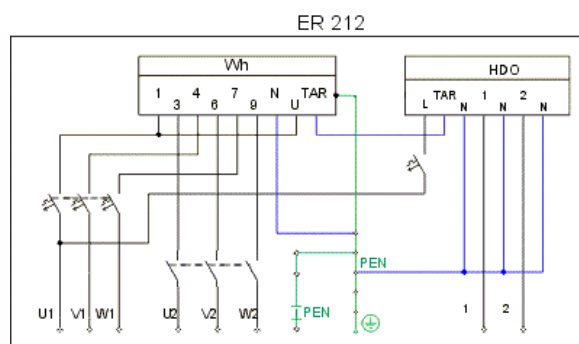 ER 212
Wh
HDO
1 3 4 6 7 9 N U TAR
L TAR N 1 N 2 N
PEN
PEN
1 2
U1 V1 W1 U2 V2 W2